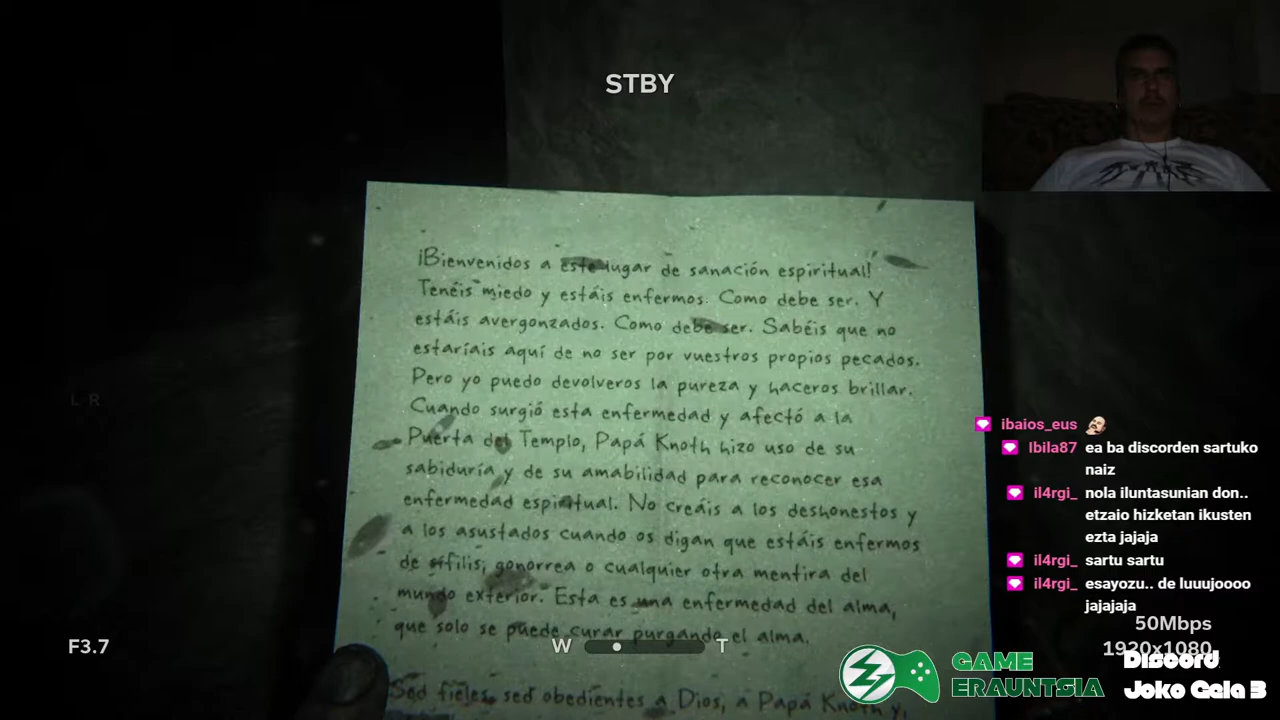 STBY
¡Bienvenidos a este lugar de sanación espiritual!
Tenéis miedo y estáis enfermos. Como debe ser. Y
estáis avergonzados. Como debe ser. Sabéis que no
estaríais aquí de no ser por vuestros propios pecados.
Pero yo puedo devolveros la pureza y haceros brillar.
Cuando surgió esta enfermedad y afectó a la
Puerta del Templo, Papá Knoth hizo uso de su
sabiduría y de su amabilidad para reconocer esa
enfermedad espiritual. No creáis a los deshonestos y
a los asustados cuando os digan que estáis enfermos
de sífilis, gonorrea o cualquier otra mentira del
mundo exterior. Esta es una enfermedad del alma,
que solo se puede curar purgando el alma.
Sed fieles, sed obedientes a Dios, a Papá Knoth y,
L R
F3.7
W T
ibaios_eus
Ibila87 ea ba discorden sartuko
naiz
il4rgi_ nola iluntasunian don..
etzaio hizketan ikusten
ezta jajaja
il4rgi_ sartu sartu
il4rgi_ esayozu.. de luuujoooo
jajajaja
50Mbps
1920x1080
GAME
ERAUNTSIA
Discord
Joko Gela 3